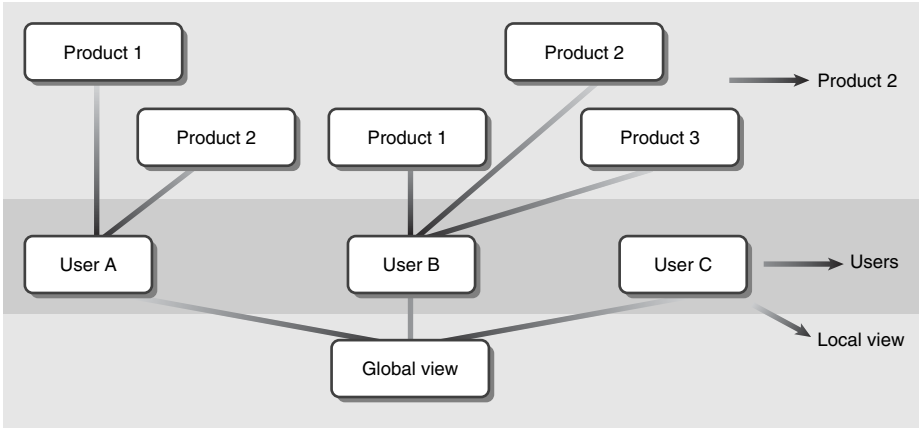 Product 1
Product 2
Product 2
Product 2
Product 1
Product 3
User A
User B
User C
Users
Local view
Global view